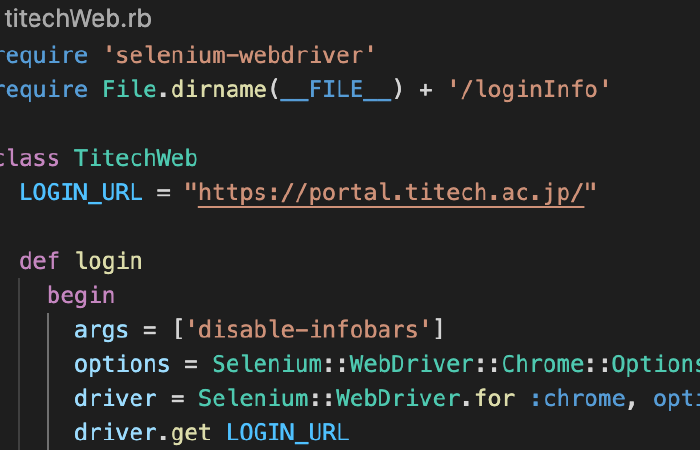 titechWeb.rb
require 'selenium-webdriver'
require File.dirname(__FILE__) + '/loginInfo'
class TitechWeb
LOGIN_URL = "https://portal.titech.ac.jp/"
def login
begin
args = ['disable-infobars']
options = Selenium::WebDriver::Chrome::Options
driver = Selenium::WebDriver.for :chrome, opti
driver.get LOGIN_URL